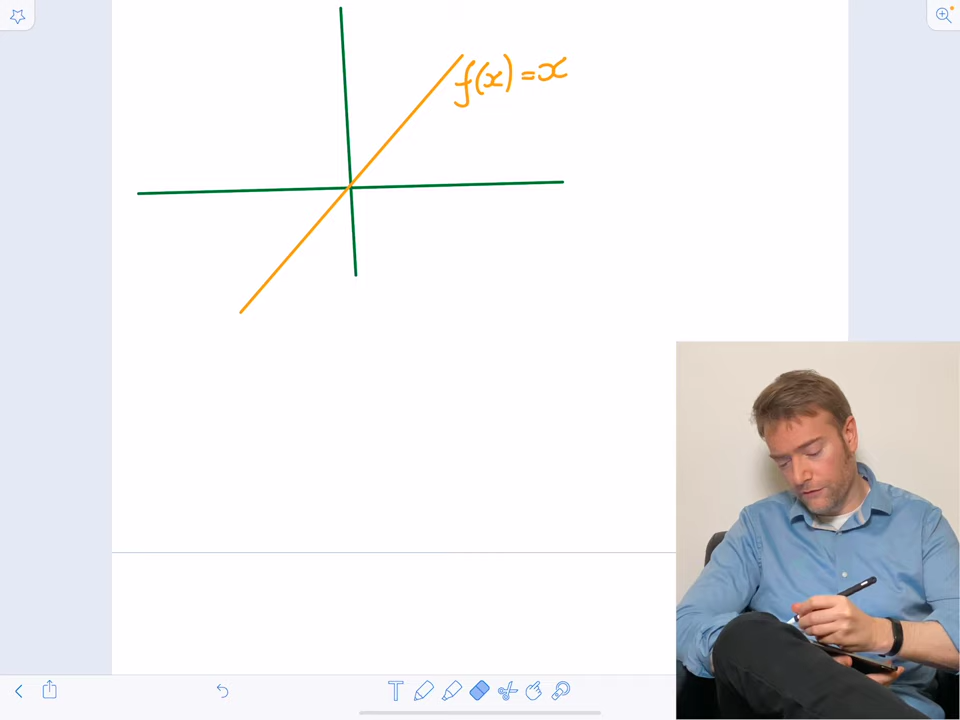 f(x) = x